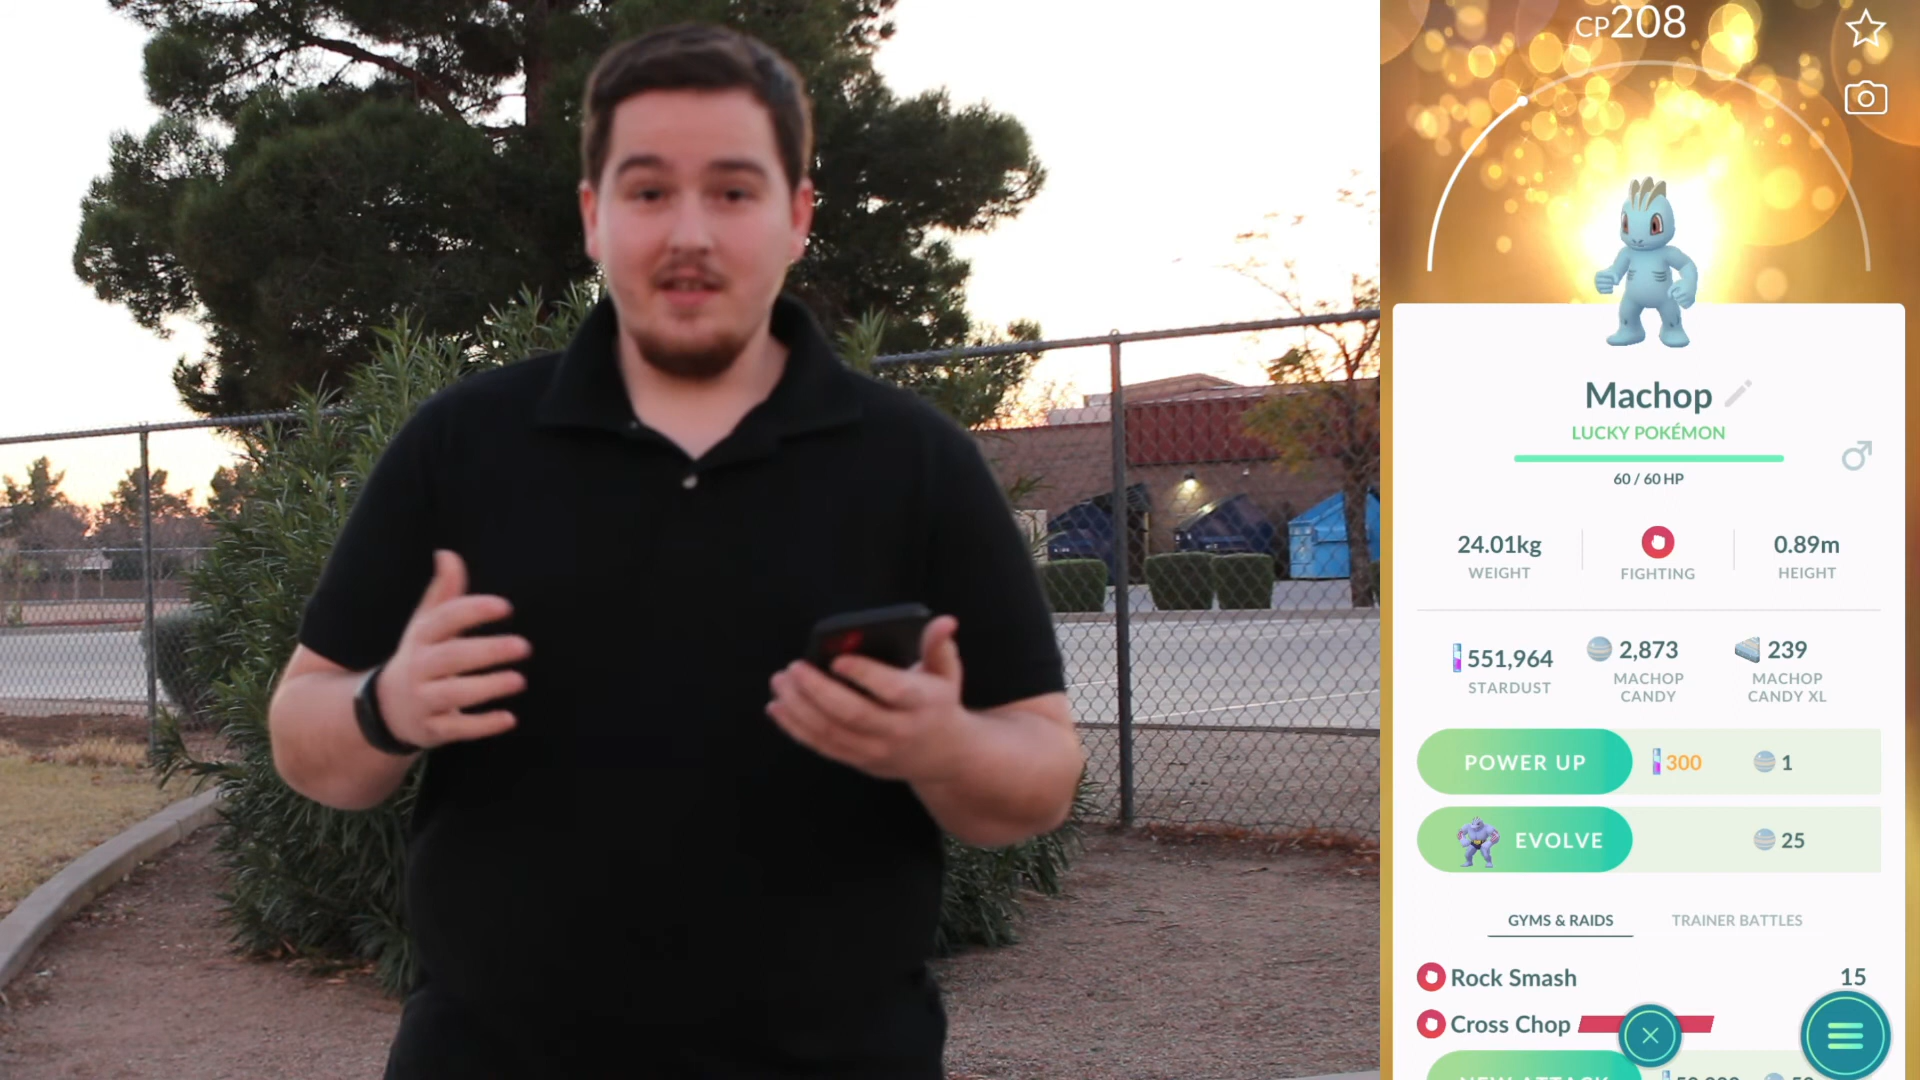 CP208
Machop
LUCKY POKÉMON
60 / 60 HP
24.01kg
WEIGHT
FIGHTING
0.89m
HEIGHT
551,964
STARDUST
2,873
MACHOP
CANDY
239
MACHOP
CANDY XL
POWER UP 300 1
EVOLVE 25
GYMS & RAIDS TRAINER BATTLES
Rock Smash 15
Cross Chop
NEW ATTACK